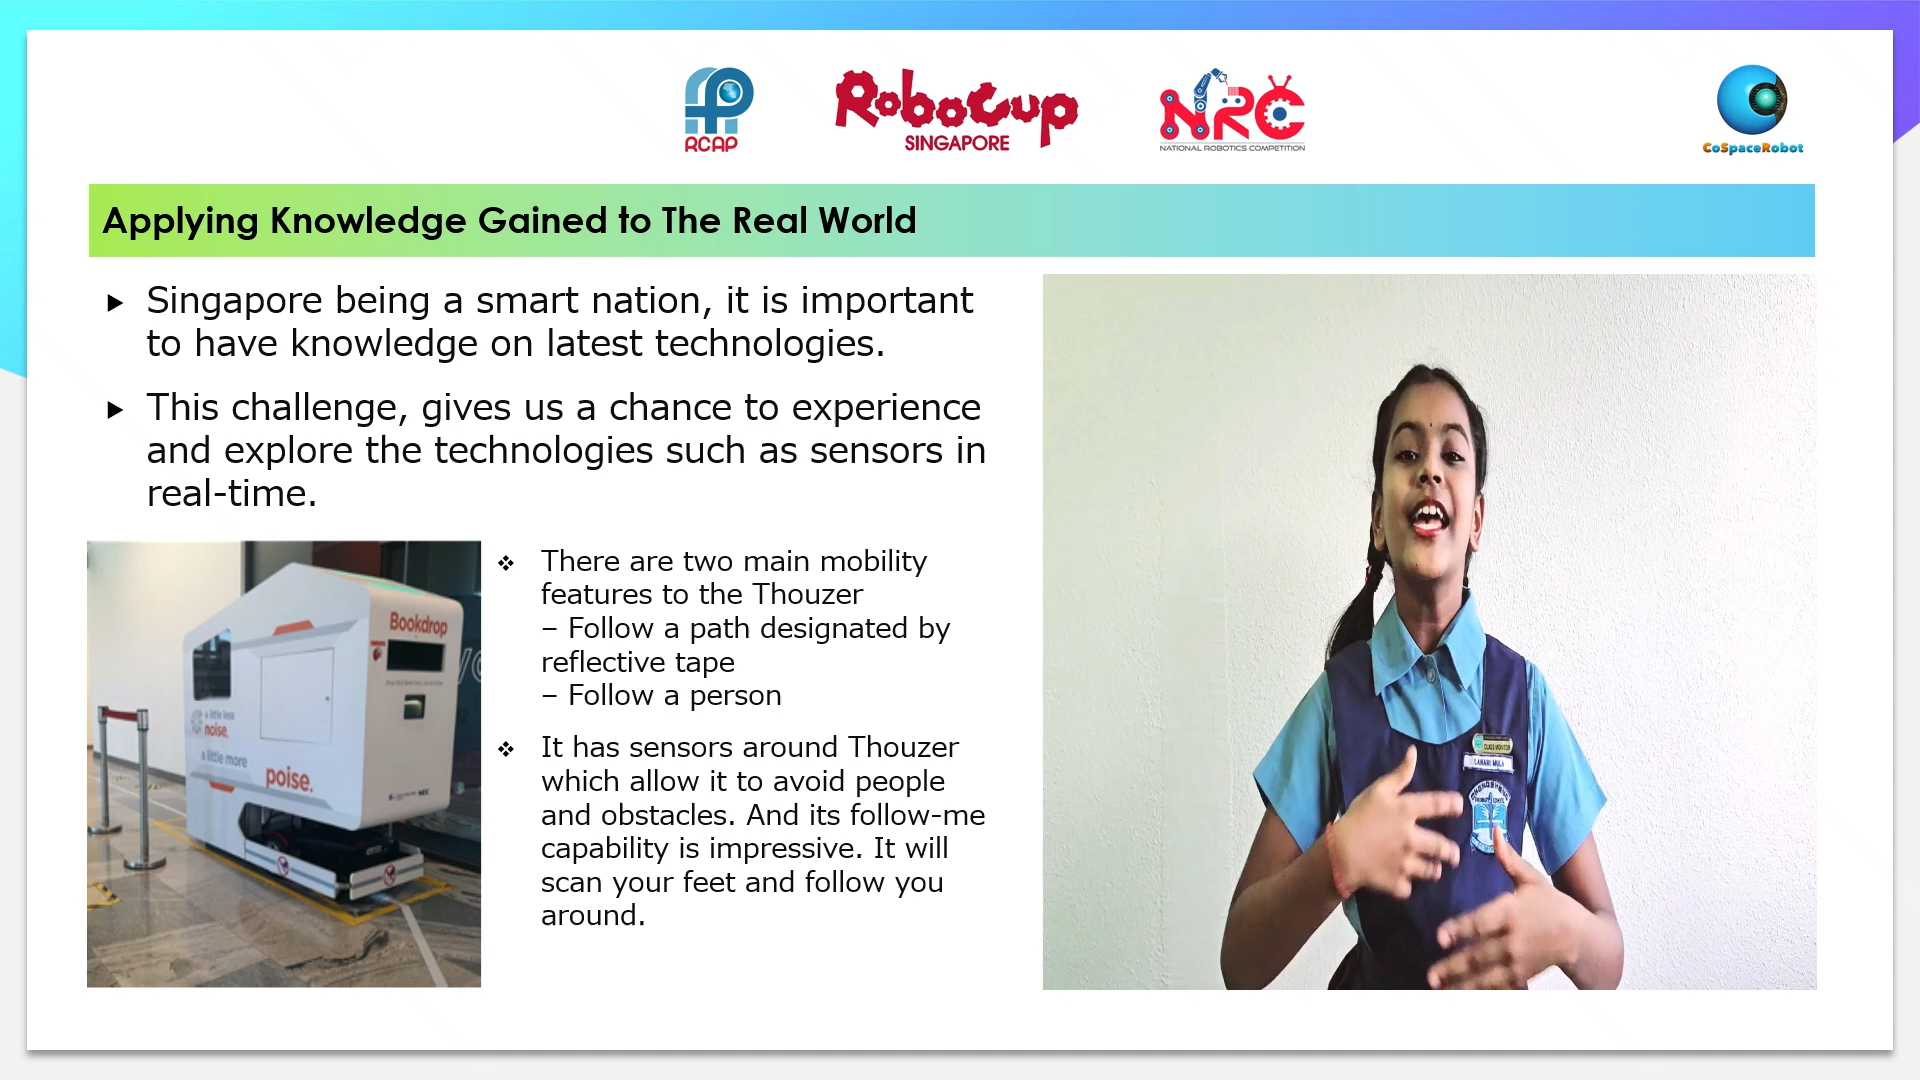 RCAP
RoboCup
SINGAPORE
NRC
NATIONAL ROBOTICS COMPETITION
CoSpaceRobot
Applying Knowledge Gained to The Real World
Singapore being a smart nation, it is important
to have knowledge on latest technologies.
This challenge, gives us a chance to experience
and explore the technologies such as sensors in
real-time.
Bookdrop
a little less
noise,
a little more
poise.
NEC
There are two main mobility
features to the Thouzer
– Follow a path designated by
reflective tape
– Follow a person
It has sensors around Thouzer
which allow it to avoid people
and obstacles. And its follow-me
capability is impressive. It will
scan your feet and follow you
around.
CLASS MONITOR
LAHARI MULA